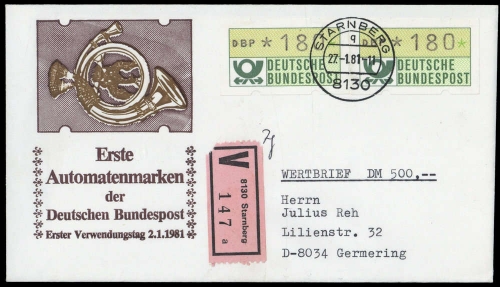 DBP *18
DEUTSCHE
BUNDESPOST
*180*
DEUTSCHE
BUNDESPOST
STARNBERG
q
27-1.81-11
8130
Erste
Automatenmarken
der
Deutschen Bundespost
* Erster Verwendungstag 2.1.1981 *
V
8130 Starnberg
147 a
WERTBRIEF DM 500,--
Herrn
Julius Reh
Lilienstr. 32
D-8034 Germering